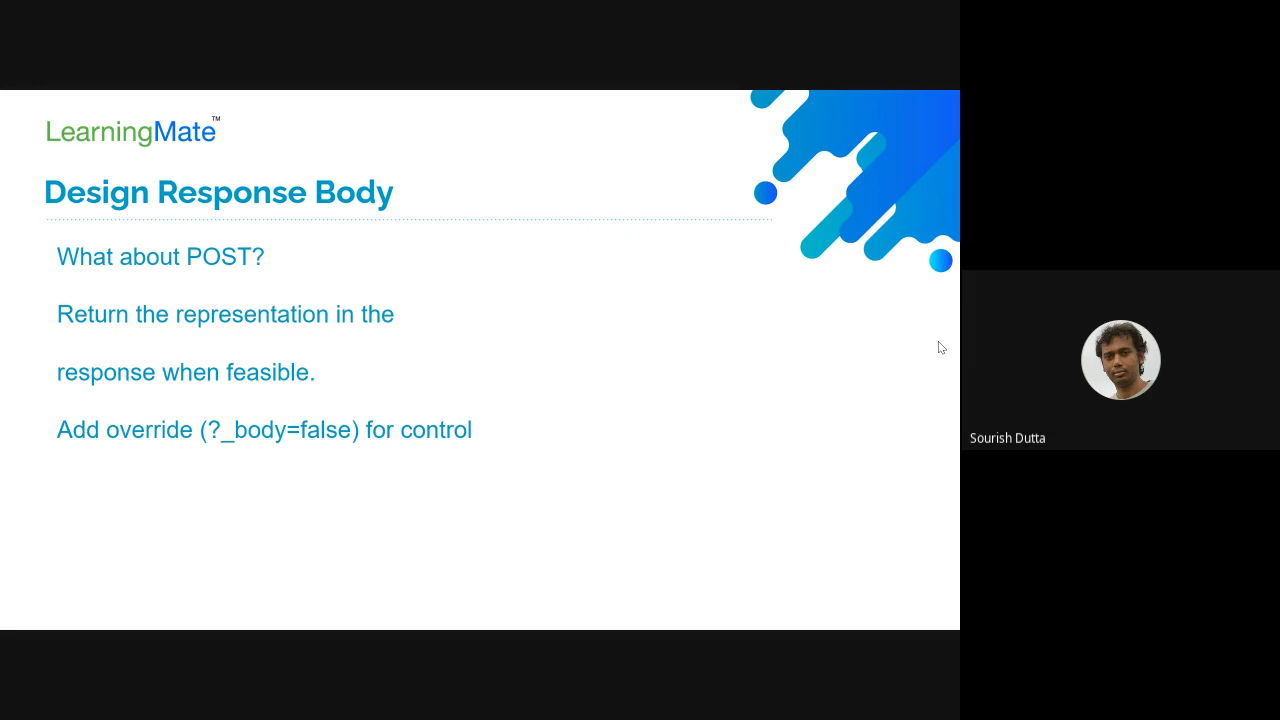 LearningMate™
Design Response Body
What about POST?
Return the representation in the
response when feasible.
Add override (?_body=false) for control
Sourish Dutta